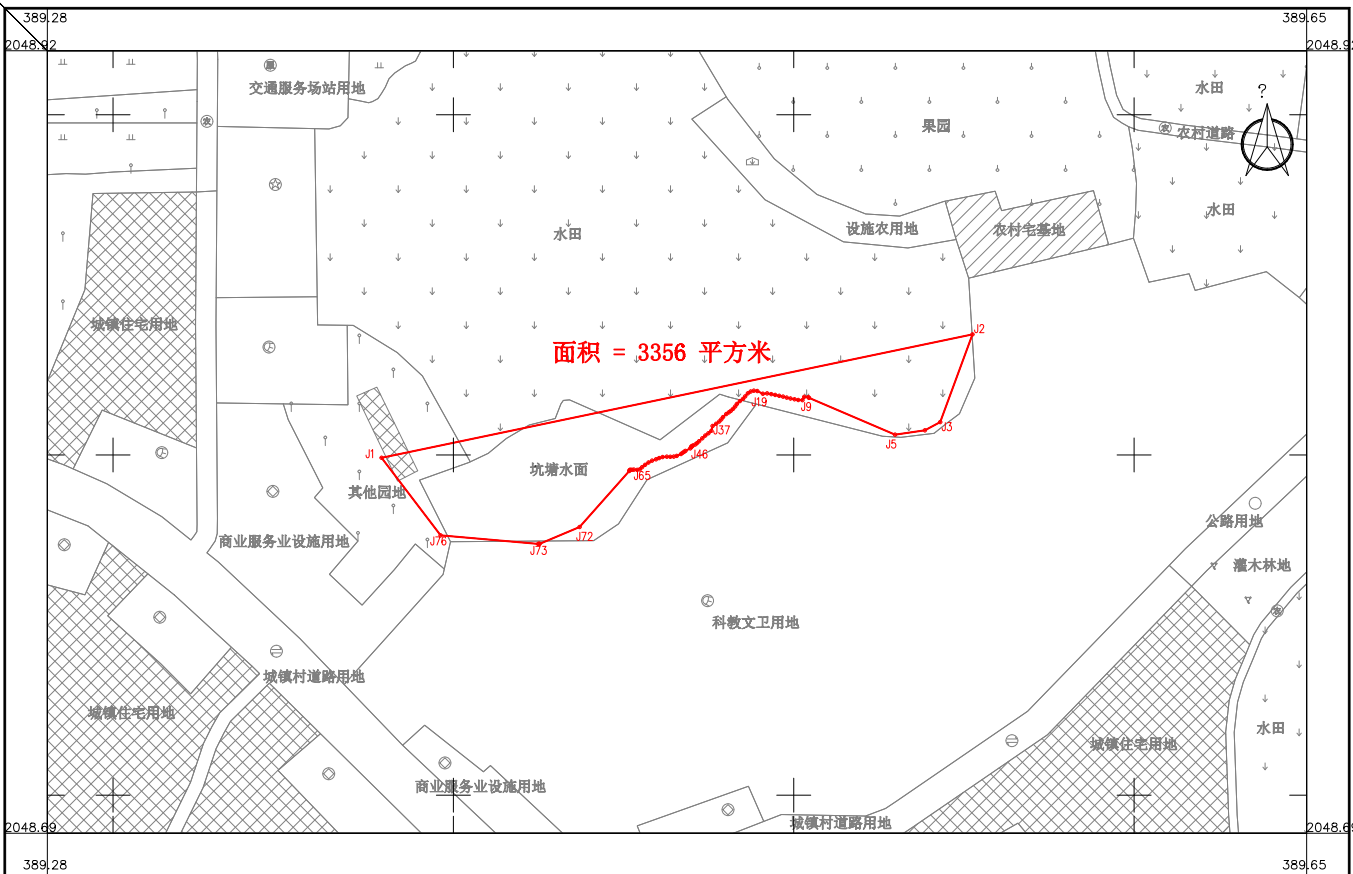 389.28
389.65
2048.92
2048.92
交通服务场站用地
水田
?
果园
农村道路
水田
水田
设施农用地
农村宅基地
城镇住宅用地
J2
面积 = 3356 平方米
J19
J9
J37
J3
J5
J1
J46
坑塘水面
J65
其他园地
公路用地
商业服务业设施用地
J76
J72
J73
灌木林地
科教文卫用地
城镇村道路用地
城镇住宅用地
水田
城镇住宅用地
商业服务业设施用地
城镇村道路用地
2048.69
2048.69
389.28
389.65